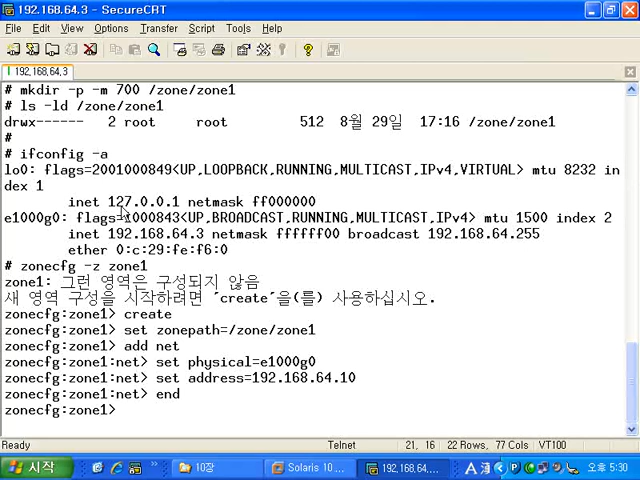 192.168.64.3 - SecureCRT
File Edit View Options Transfer Script Tools Help
192,168,64,3
# mkdir -p -m 700 /zone/zone1
# ls -ld /zone/zone1
drwx------ 2 root root 512 8월 29일 17:16 /zone/zone1
#
# ifconfig -a
lo0: flags=2001000849<UP,LOOPBACK,RUNNING,MULTICAST,IPv4,VIRTUAL> mtu 8232 in
dex 1
inet 127.0.0.1 netmask ff000000
e1000g0: flags=1000843<UP,BROADCAST,RUNNING,MULTICAST,IPv4> mtu 1500 index 2
inet 192.168.64.3 netmask ffffff00 broadcast 192.168.64.255
ether 0:c:29:fe:f6:0
# zonecfg -z zone1
zone1: 그런 영역은 구성되지 않음
새 영역 구성을 시작하려면 'create'을(를) 사용하십시오.
zonecfg:zone1> create
zonecfg:zone1> set zonepath=/zone/zone1
zonecfg:zone1> add net
zonecfg:zone1:net> set physical=e1000g0
zonecfg:zone1:net> set address=192.168.64.10
zonecfg:zone1:net> end
zonecfg:zone1>
Ready Telnet 21, 16 22 Rows, 77 Cols VT100
시작 10장 Solaris 10 ... 192,168,64,... A 漢 오후 5:30